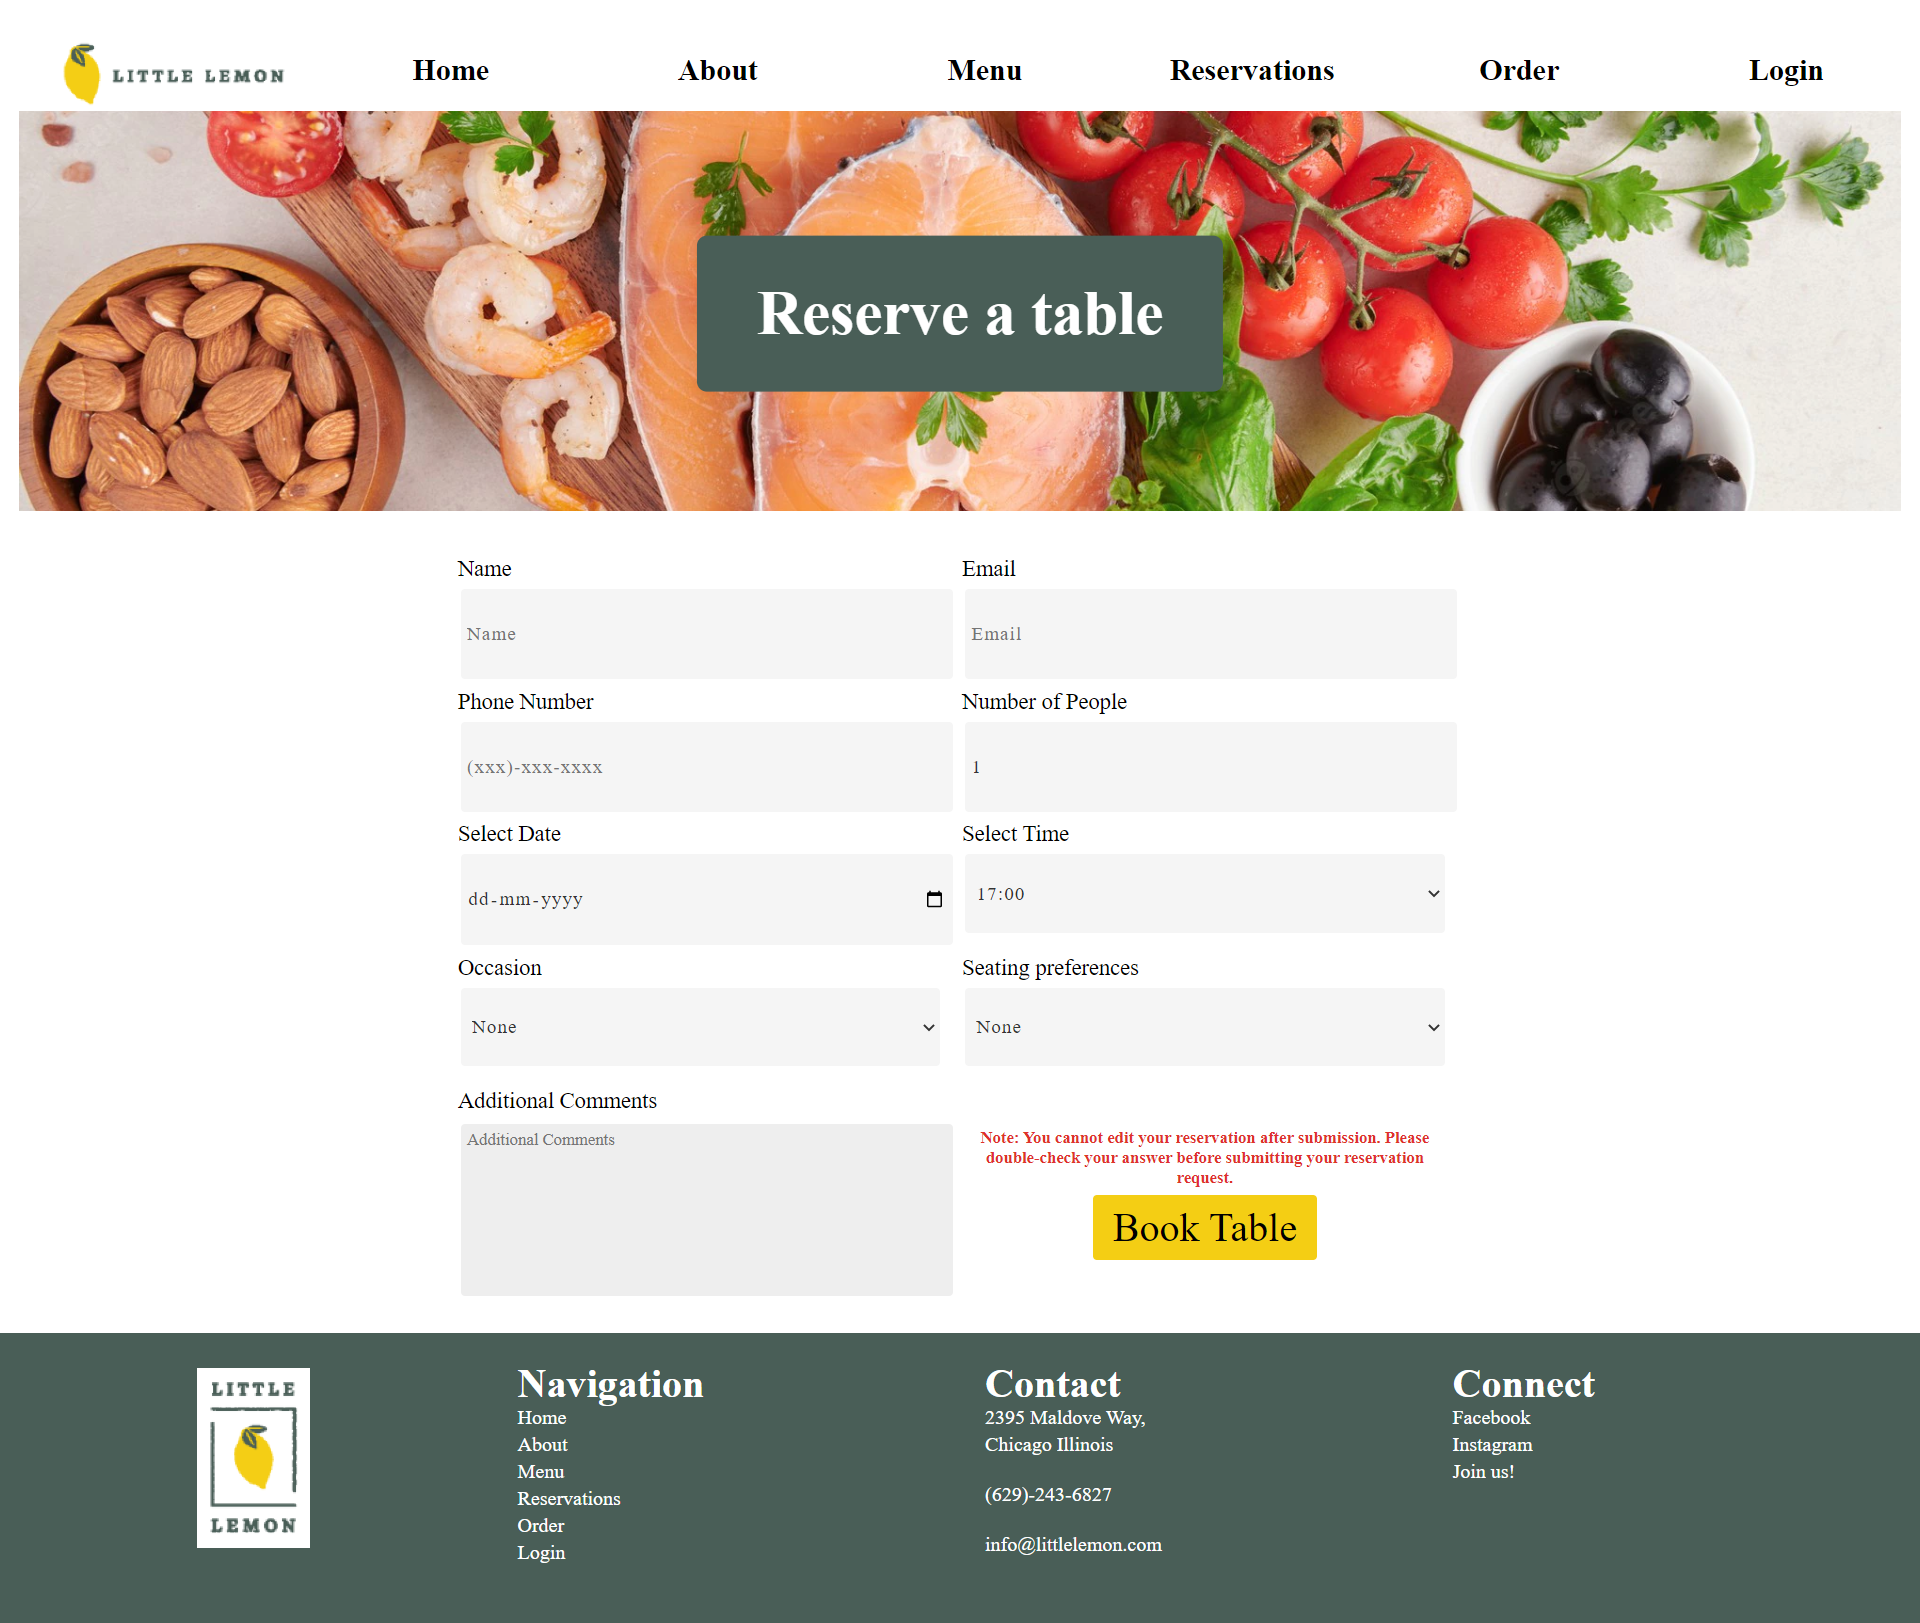 LITTLE LEMON
Home
About
Menu
Reservations
Order
Login
Reserve a table
Name
Email
Name
Email
Phone Number
Number of People
(xxx)-xxx-xxxx
1
Select Date
Select Time
dd-mm-yyyy
17:00
Occasion
Seating preferences
None
None
Additional Comments
Additional Comments
Note: You cannot edit your reservation after submission. Please
double-check your answer before submitting your reservation
request.
Book Table
LITTLE
LEMON
Navigation
Home
About
Menu
Reservations
Order
Login
Contact
2395 Maldove Way,
Chicago Illinois
(629)-243-6827
info@littlelemon.com
Connect
Facebook
Instagram
Join us!